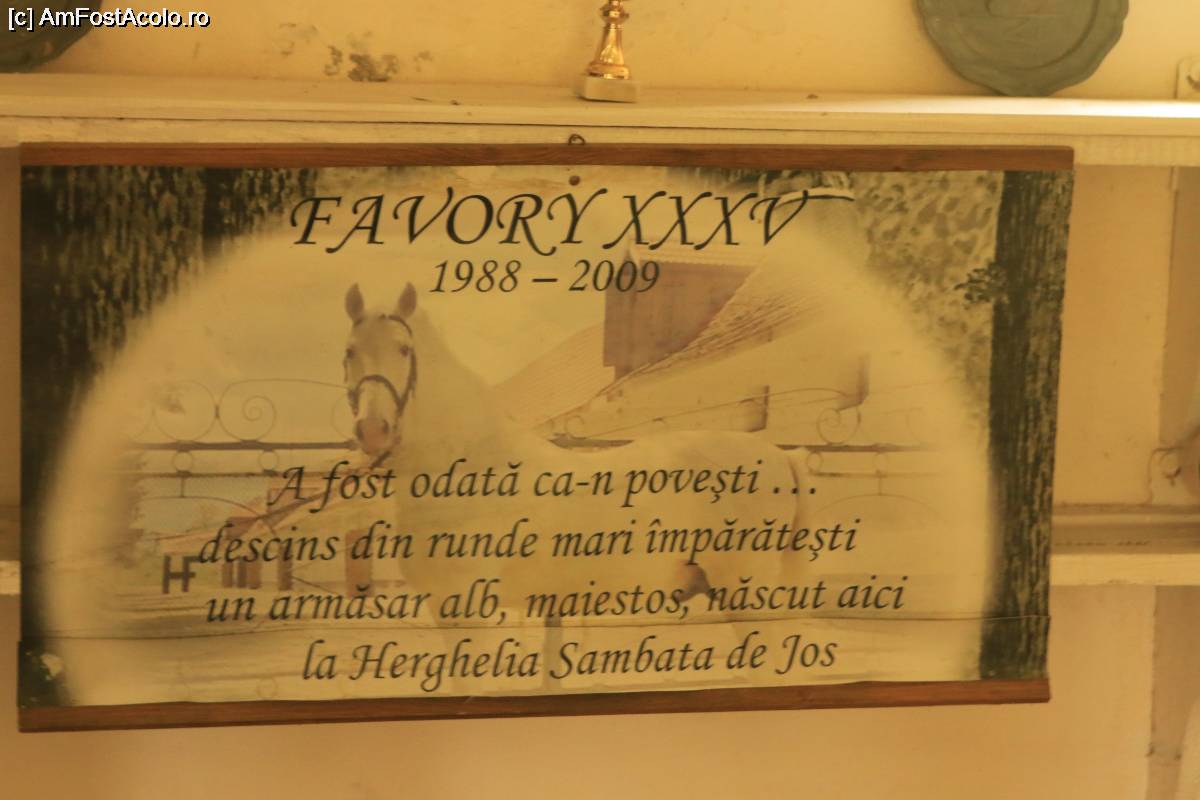 [c] AmFostAcolo.ro
FAVORY XXXV
1988 – 2009
A fost odată ca-n poveşti ...
descins din runde mari împărăteşti
HF
un armăsar alb, maiestos, născut aici
la Herghelia Sambata de Jos